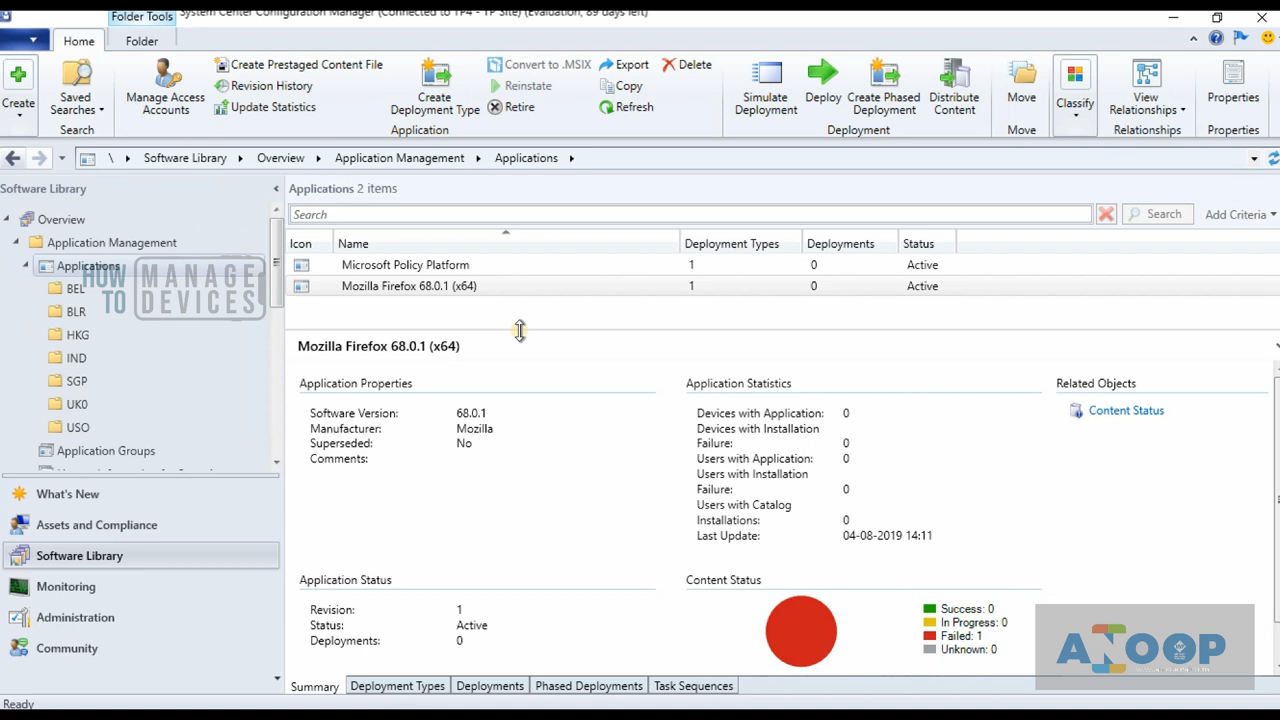 Folder Tools System Center Configuration Manager (Connected to TP4 - TP Site) (Evaluation, 89 days left)
Home Folder
Create
Saved Searches
Search
Manage Access Accounts
Create Prestaged Content File
Revision History
Update Statistics
Create Deployment Type
Convert to .MSIX
Reinstate
Retire
Export
Copy
Refresh
Delete
Application
Simulate Deployment
Deploy
Create Phased Deployment
Distribute Content
Deployment
Move
Move
Classify
View Relationships
Relationships
Properties
Properties
\ Software Library Overview Application Management Applications
Software Library
Overview
Application Management
Applications
BEL
BLR
HKG
IND
SGP
UK0
USO
Application Groups
HOW MANAGE
TO DEVICES
What's New
Assets and Compliance
Software Library
Monitoring
Administration
Community
Applications 2 items
Search Search Add Criteria
Icon Name Deployment Types Deployments Status
Microsoft Policy Platform 1 0 Active
Mozilla Firefox 68.0.1 (x64) 1 0 Active
Mozilla Firefox 68.0.1 (x64)
Application Properties
Software Version: 68.0.1
Manufacturer: Mozilla
Superseded: No
Comments:
Application Statistics
Devices with Application: 0
Devices with Installation
Failure: 0
Users with Application: 0
Users with Installation
Failure: 0
Users with Catalog
Installations: 0
Last Update: 04-08-2019 14:11
Related Objects
Content Status
Application Status
Revision: 1
Status: Active
Deployments: 0
Content Status
Success: 0
In Progress: 0
Failed: 1
Unknown: 0
ANOOP
Summary Deployment Types Deployments Phased Deployments Task Sequences
Ready